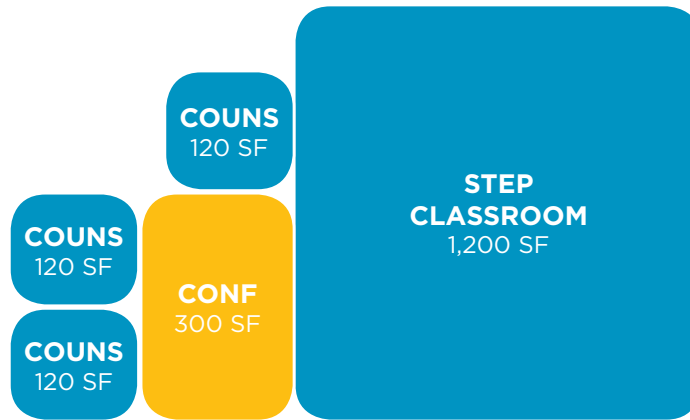 COUNS
120 SF
STEP
CLASSROOM
1,200 SF
COUNS
120 SF
CONF
300 SF
COUNS
120 SF